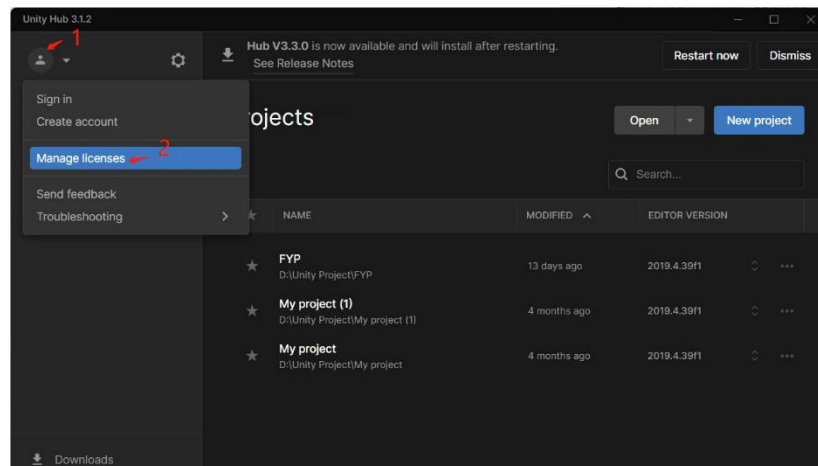 Unity Hub 3.1.2
1
Hub V3.3.0 is now available and will install after restarting.
See Release Notes
Restart now
Dismiss
Sign in
Create account
Manage licenses
2
Send feedback
Troubleshooting
ojects
Open
New project
Search...
NAME
MODIFIED
EDITOR VERSION
FYP
D:\Unity Project\FYP
13 days ago
2019.4.39f1
My project (1)
D:\Unity Project\My project (1)
4 months ago
2019.4.39f1
My project
D:\Unity Project\My project
4 months ago
2019.4.39f1
Downloads